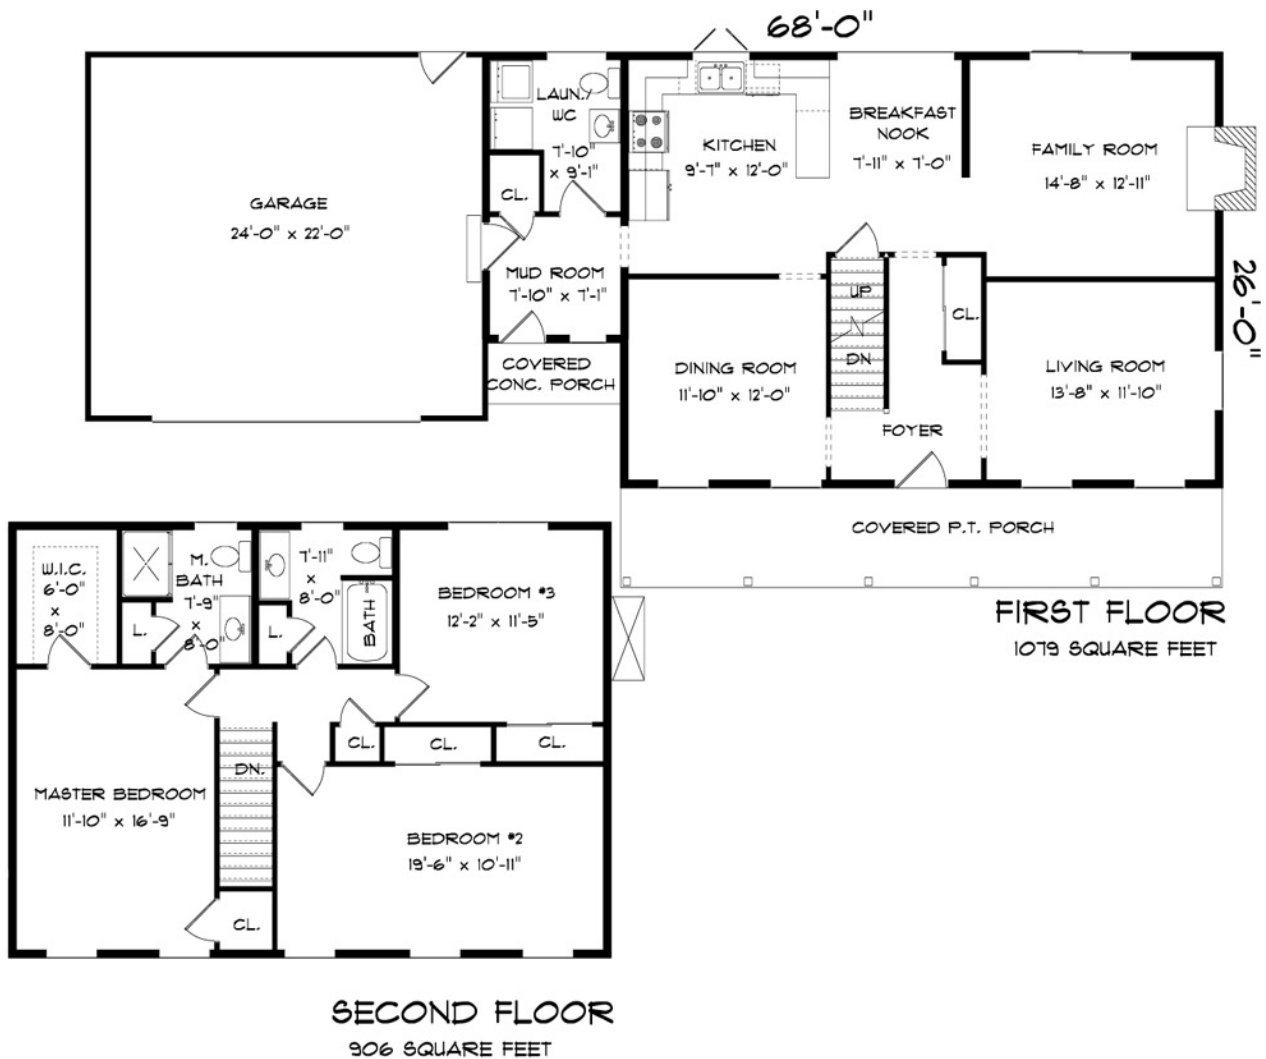 68'-0"
GARAGE
24'-0" x 22'-0"
LAUN./
WC
7'-10"
x 9'-1"
CL.
MUD ROOM
7'-10" x 7'-1"
COVERED
CONC. PORCH
KITCHEN
9'-7" x 12'-0"
BREAKFAST
NOOK
7'-11" x 7'-0"
FAMILY ROOM
14'-8" x 12'-11"
26'-0"
UP
DN
CL.
DINING ROOM
11'-10" x 12'-0"
FOYER
LIVING ROOM
13'-8" x 11'-10"
COVERED P.T. PORCH
FIRST FLOOR
1079 SQUARE FEET
W.I.C.
6'-0"
x
8'-0"
M.
BATH
7'-9"
x
8'-0"
L.
7'-11"
x
8'-0"
L.
BATH
BEDROOM #3
12'-2" x 11'-5"
CL.
CL.
CL.
DN.
MASTER BEDROOM
11'-10" x 16'-9"
BEDROOM #2
19'-6" x 10'-11"
CL.
SECOND FLOOR
906 SQUARE FEET